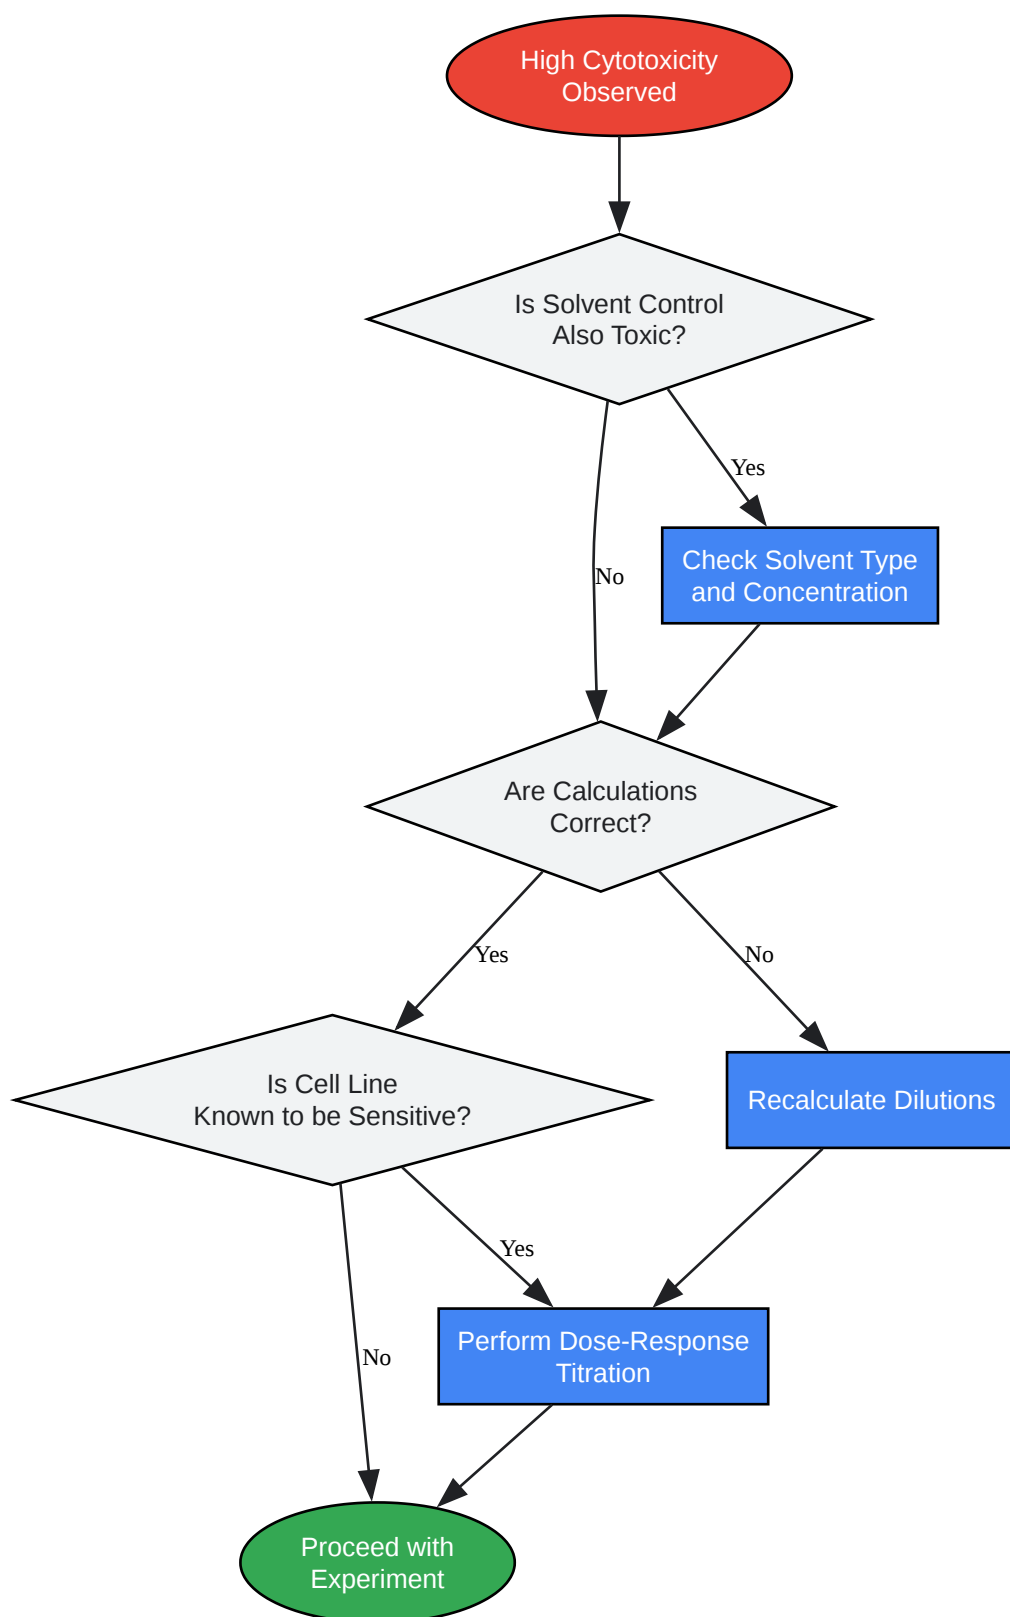 High Cytotoxicity
Observed
Is Solvent Control
Also Toxic?
Yes
Check Solvent Type
and Concentration
No
Are Calculations
Correct?
Yes
No
Is Cell Line
Known to be Sensitive?
Recalculate Dilutions
Yes
Perform Dose-Response
Titration
No
Proceed with
Experiment